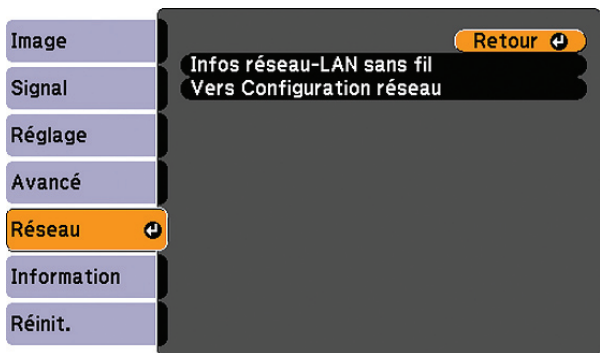 Image
Signal
Réglage
Avancé
Réseau
Information
Réinit.
Retour
Infos réseau-LAN sans fil
Vers Configuration réseau